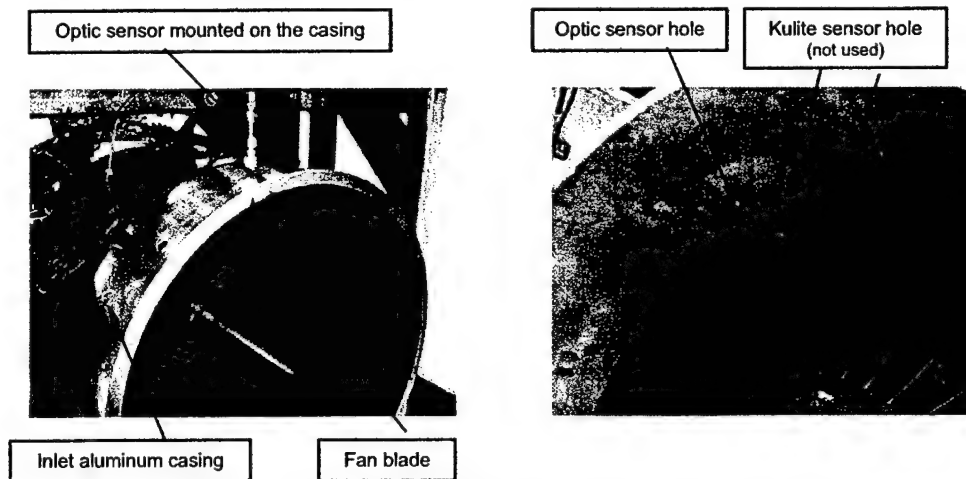 Optic sensor mounted on the casing
Optic sensor hole
Kulite sensor hole
(not used)
Inlet aluminum casing
Fan blade